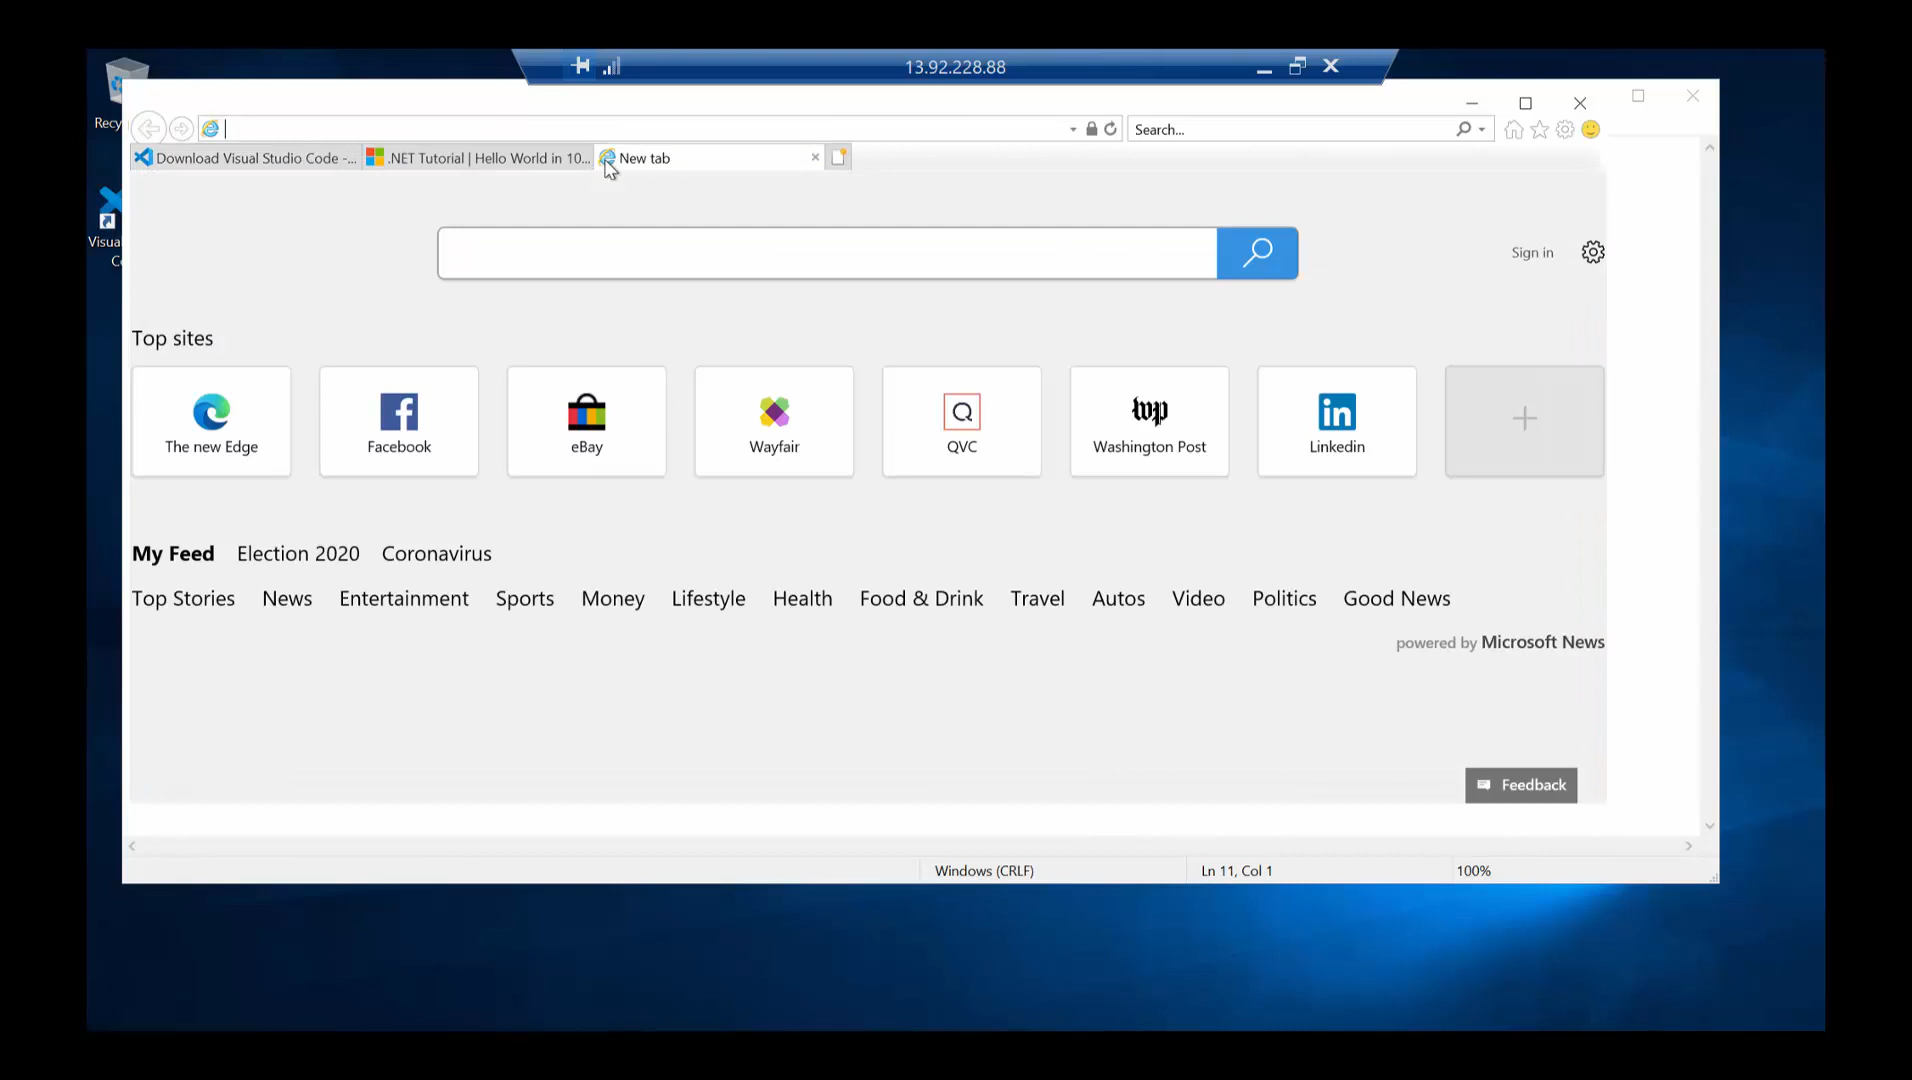 13.92.228.88
Recy
Search...
Download Visual Studio Code -...
.NET Tutorial | Hello World in 10...
New tab
Visua
Co
Sign in
Top sites
The new Edge
Facebook
eBay
Wayfair
Q
QVC
wp
Washington Post
in
Linkedin
My Feed Election 2020 Coronavirus
Top Stories News Entertainment Sports Money Lifestyle Health Food & Drink Travel Autos Video Politics Good News
powered by Microsoft News
Feedback
Windows (CRLF)
Ln 11, Col 1
100%